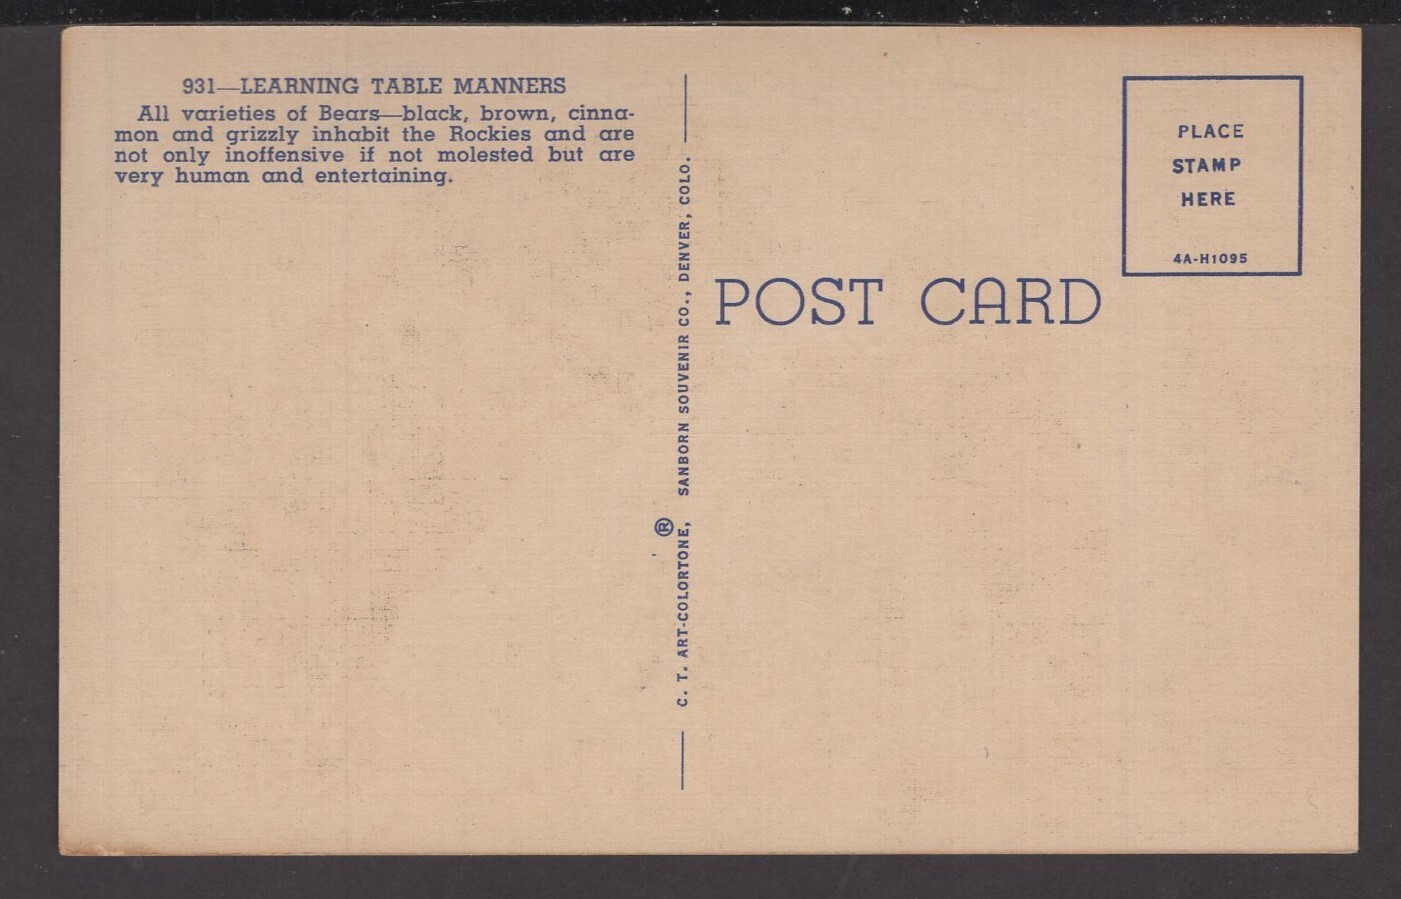 931—LEARNING TABLE MANNERS
All varieties of Bears—black, brown, cinna-
mon and grizzly inhabit the Rockies and are
not only inoffensive if not molested but are
very human and entertaining.
C. T. ART-COLORTONE, ® SANBORN SOUVENIR CO., DENVER, COLO.
POST CARD
PLACE
STAMP
HERE
4A-H1095